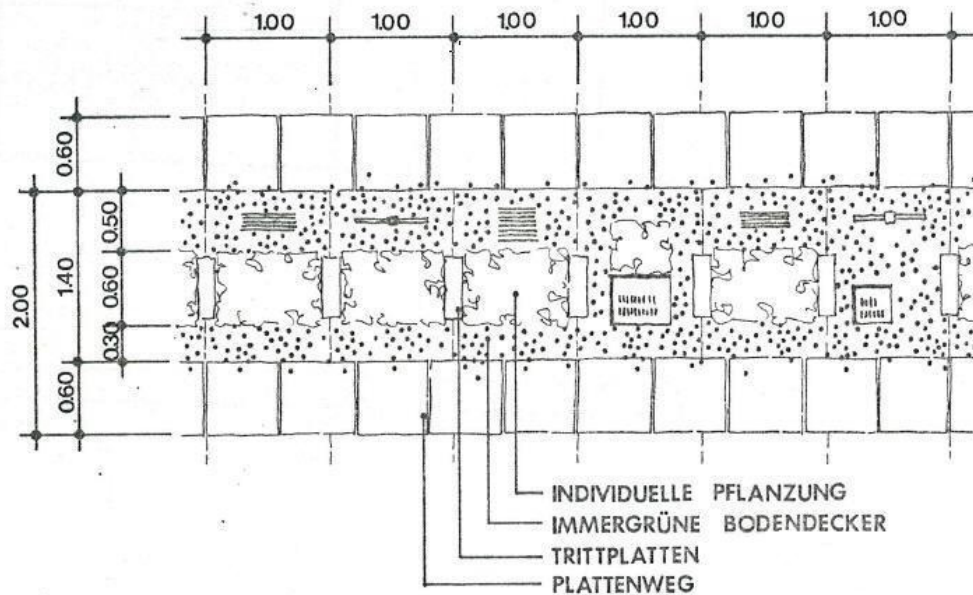 1.00 1.00 1.00 1.00 1.00 1.00
0.60
0.50
2.00 1.40 0.60
0.30
0.60
INDIVIDUELLE PFLANZUNG
IMMERGRÜNE BODENDECKER
TRITTPLATTEN
PLATTENWEG